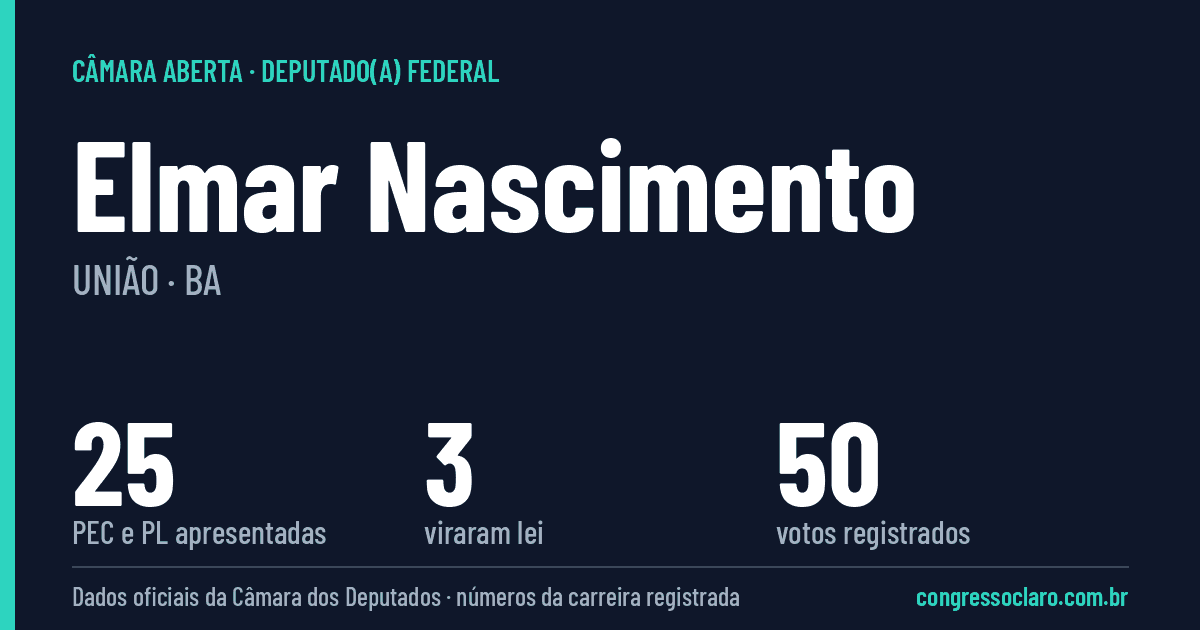 CÂMARA ABERTA · DEPUTADO(A) FEDERAL
Elmar Nascimento
UNIÃO · BA
25 3 50
PEC e PL apresentadas viraram lei votos registrados
Dados oficiais da Câmara dos Deputados · números da carreira registrada congressoclaro.com.br